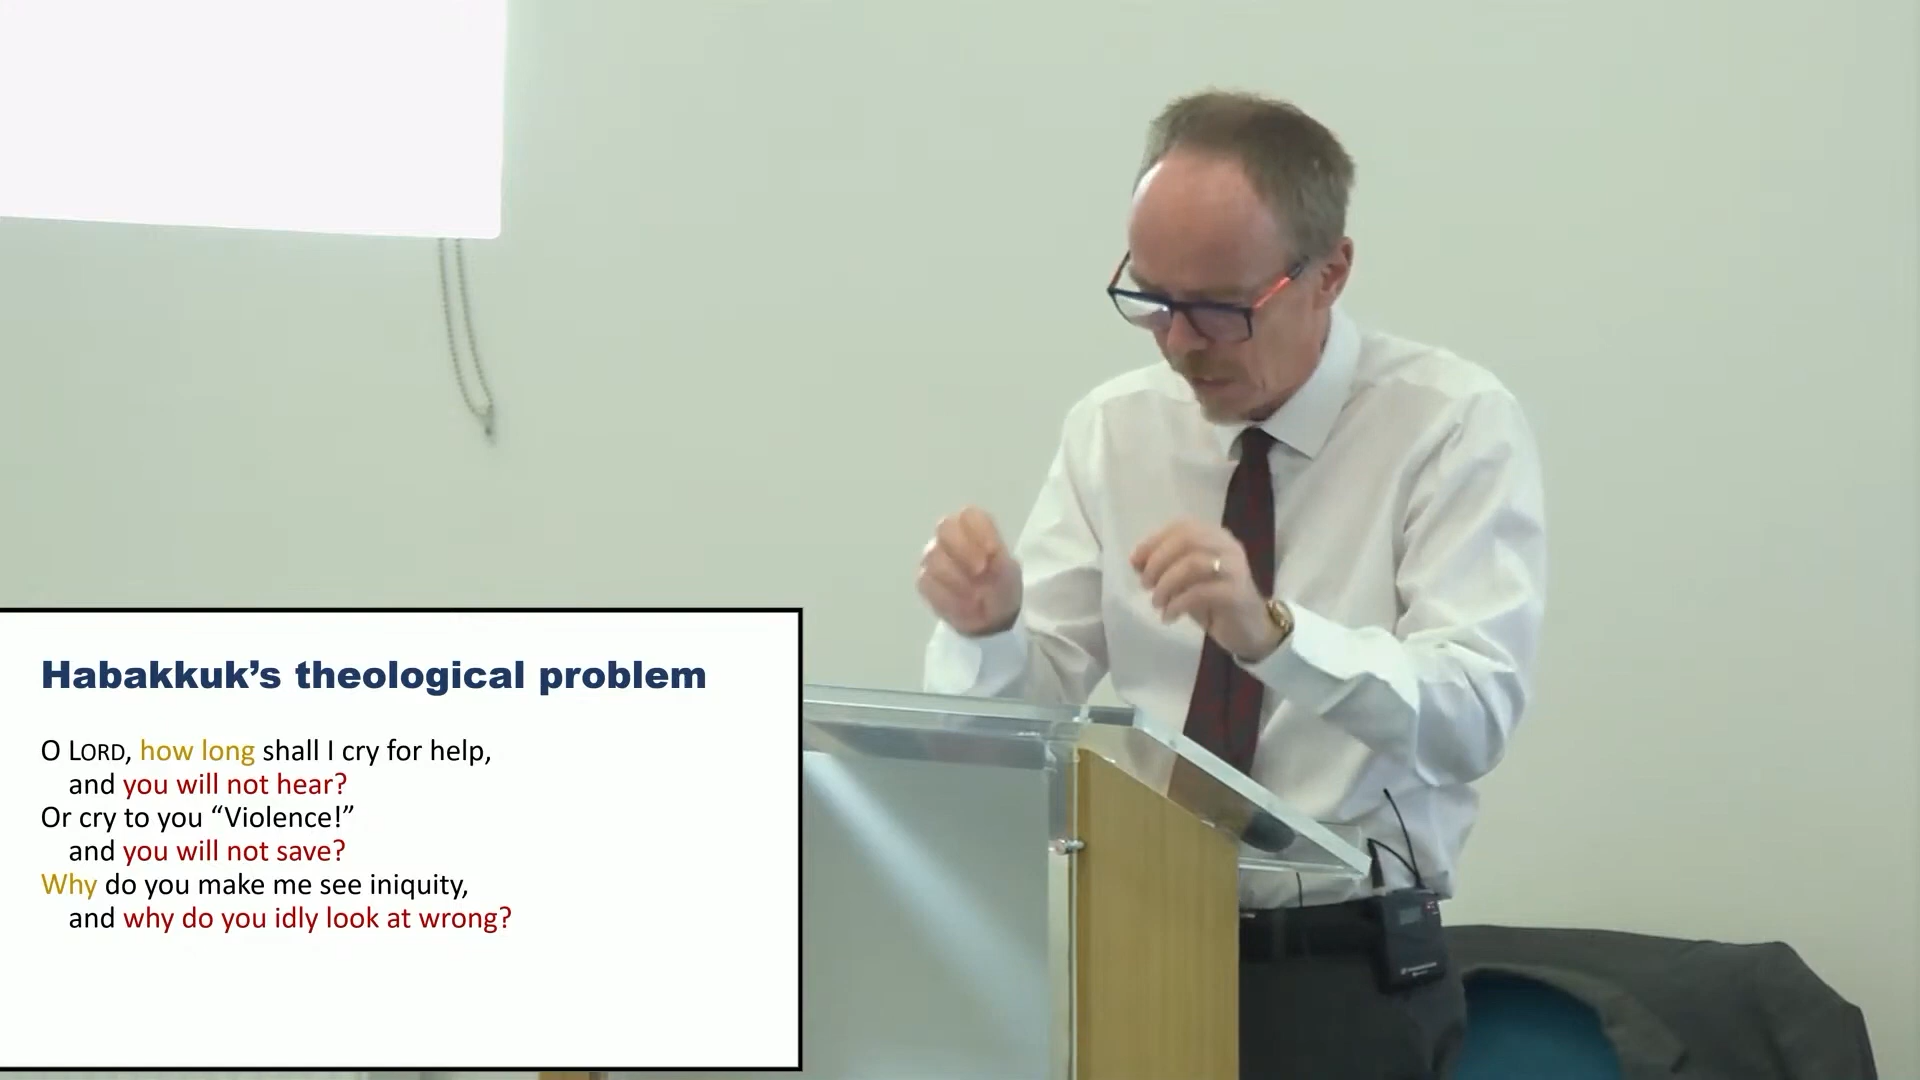 Habakkuk’s theological problem
O LORD, how long shall I cry for help,
and you will not hear?
Or cry to you “Violence!”
and you will not save?
Why do you make me see iniquity,
and why do you idly look at wrong?